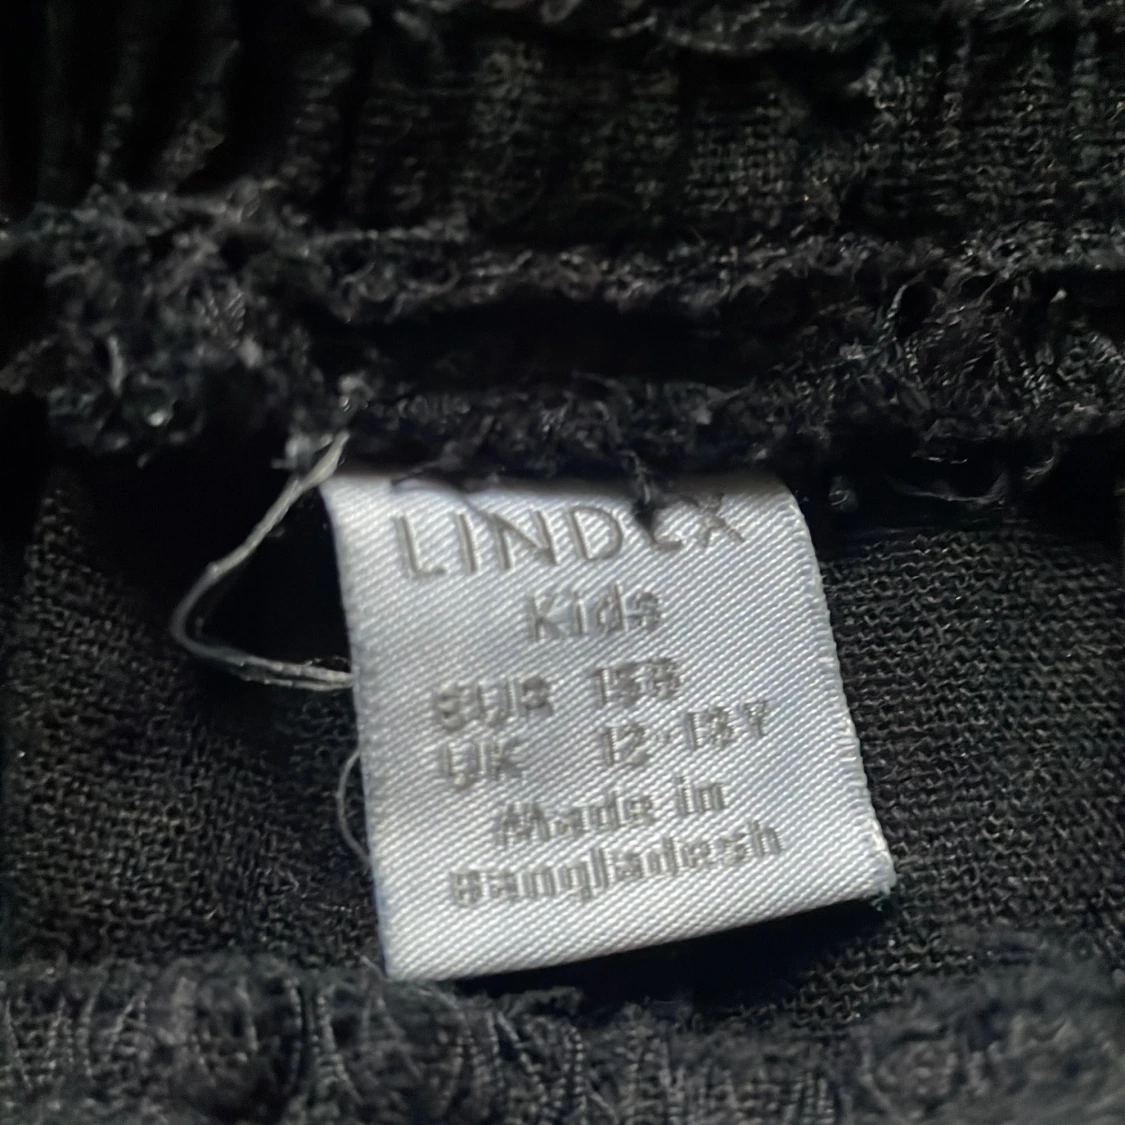 LINDEX
Kids
EUR 158
UK 12-13Y
Made in
Bangladesh